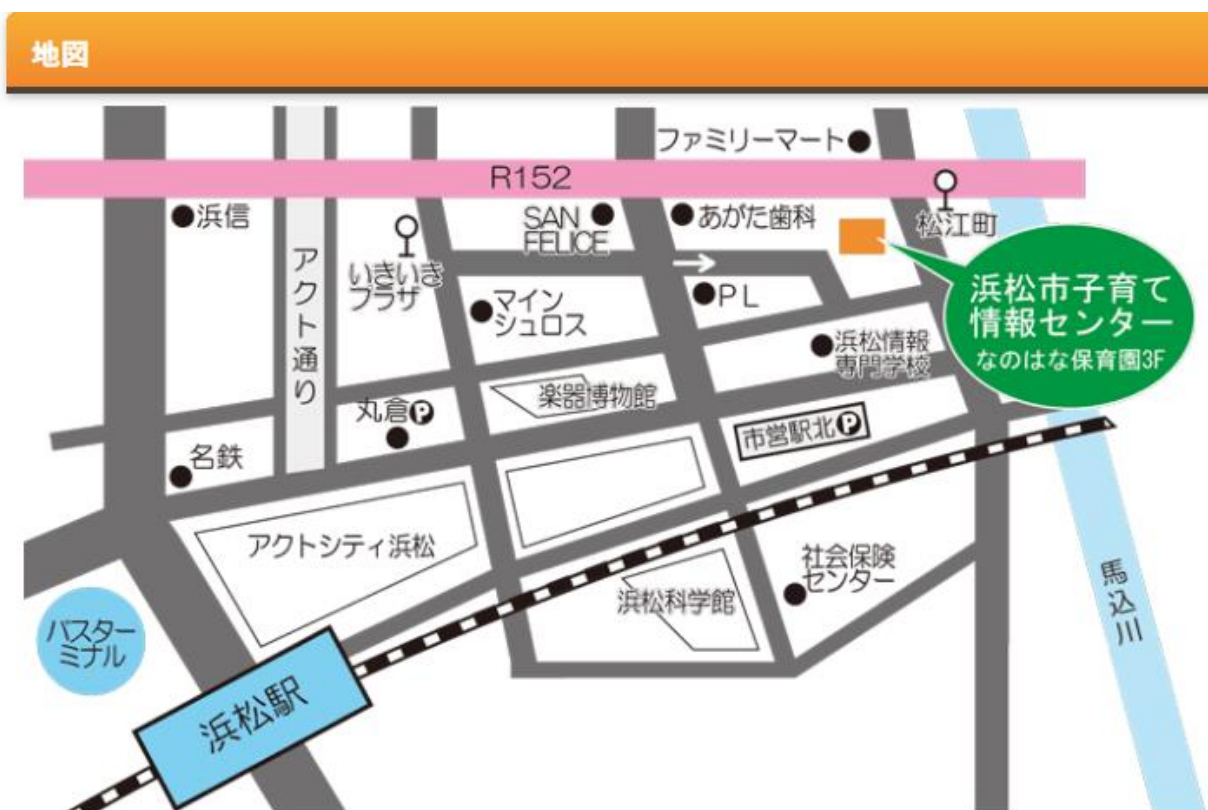 地図
ファミリーマート
R152
浜信
SAN
FELICE
あがた歯科
松江町
アクト通り
いきいき
プラザ
マイン
シュロス
PL
浜松市子育て
情報センター
なのはな保育園3F
浜松情報
専門学校
丸倉P
楽器博物館
市営駅北P
名鉄
アクトシティ浜松
社会保険
センター
浜松科学館
馬込川
バスター
ミナル
浜松駅